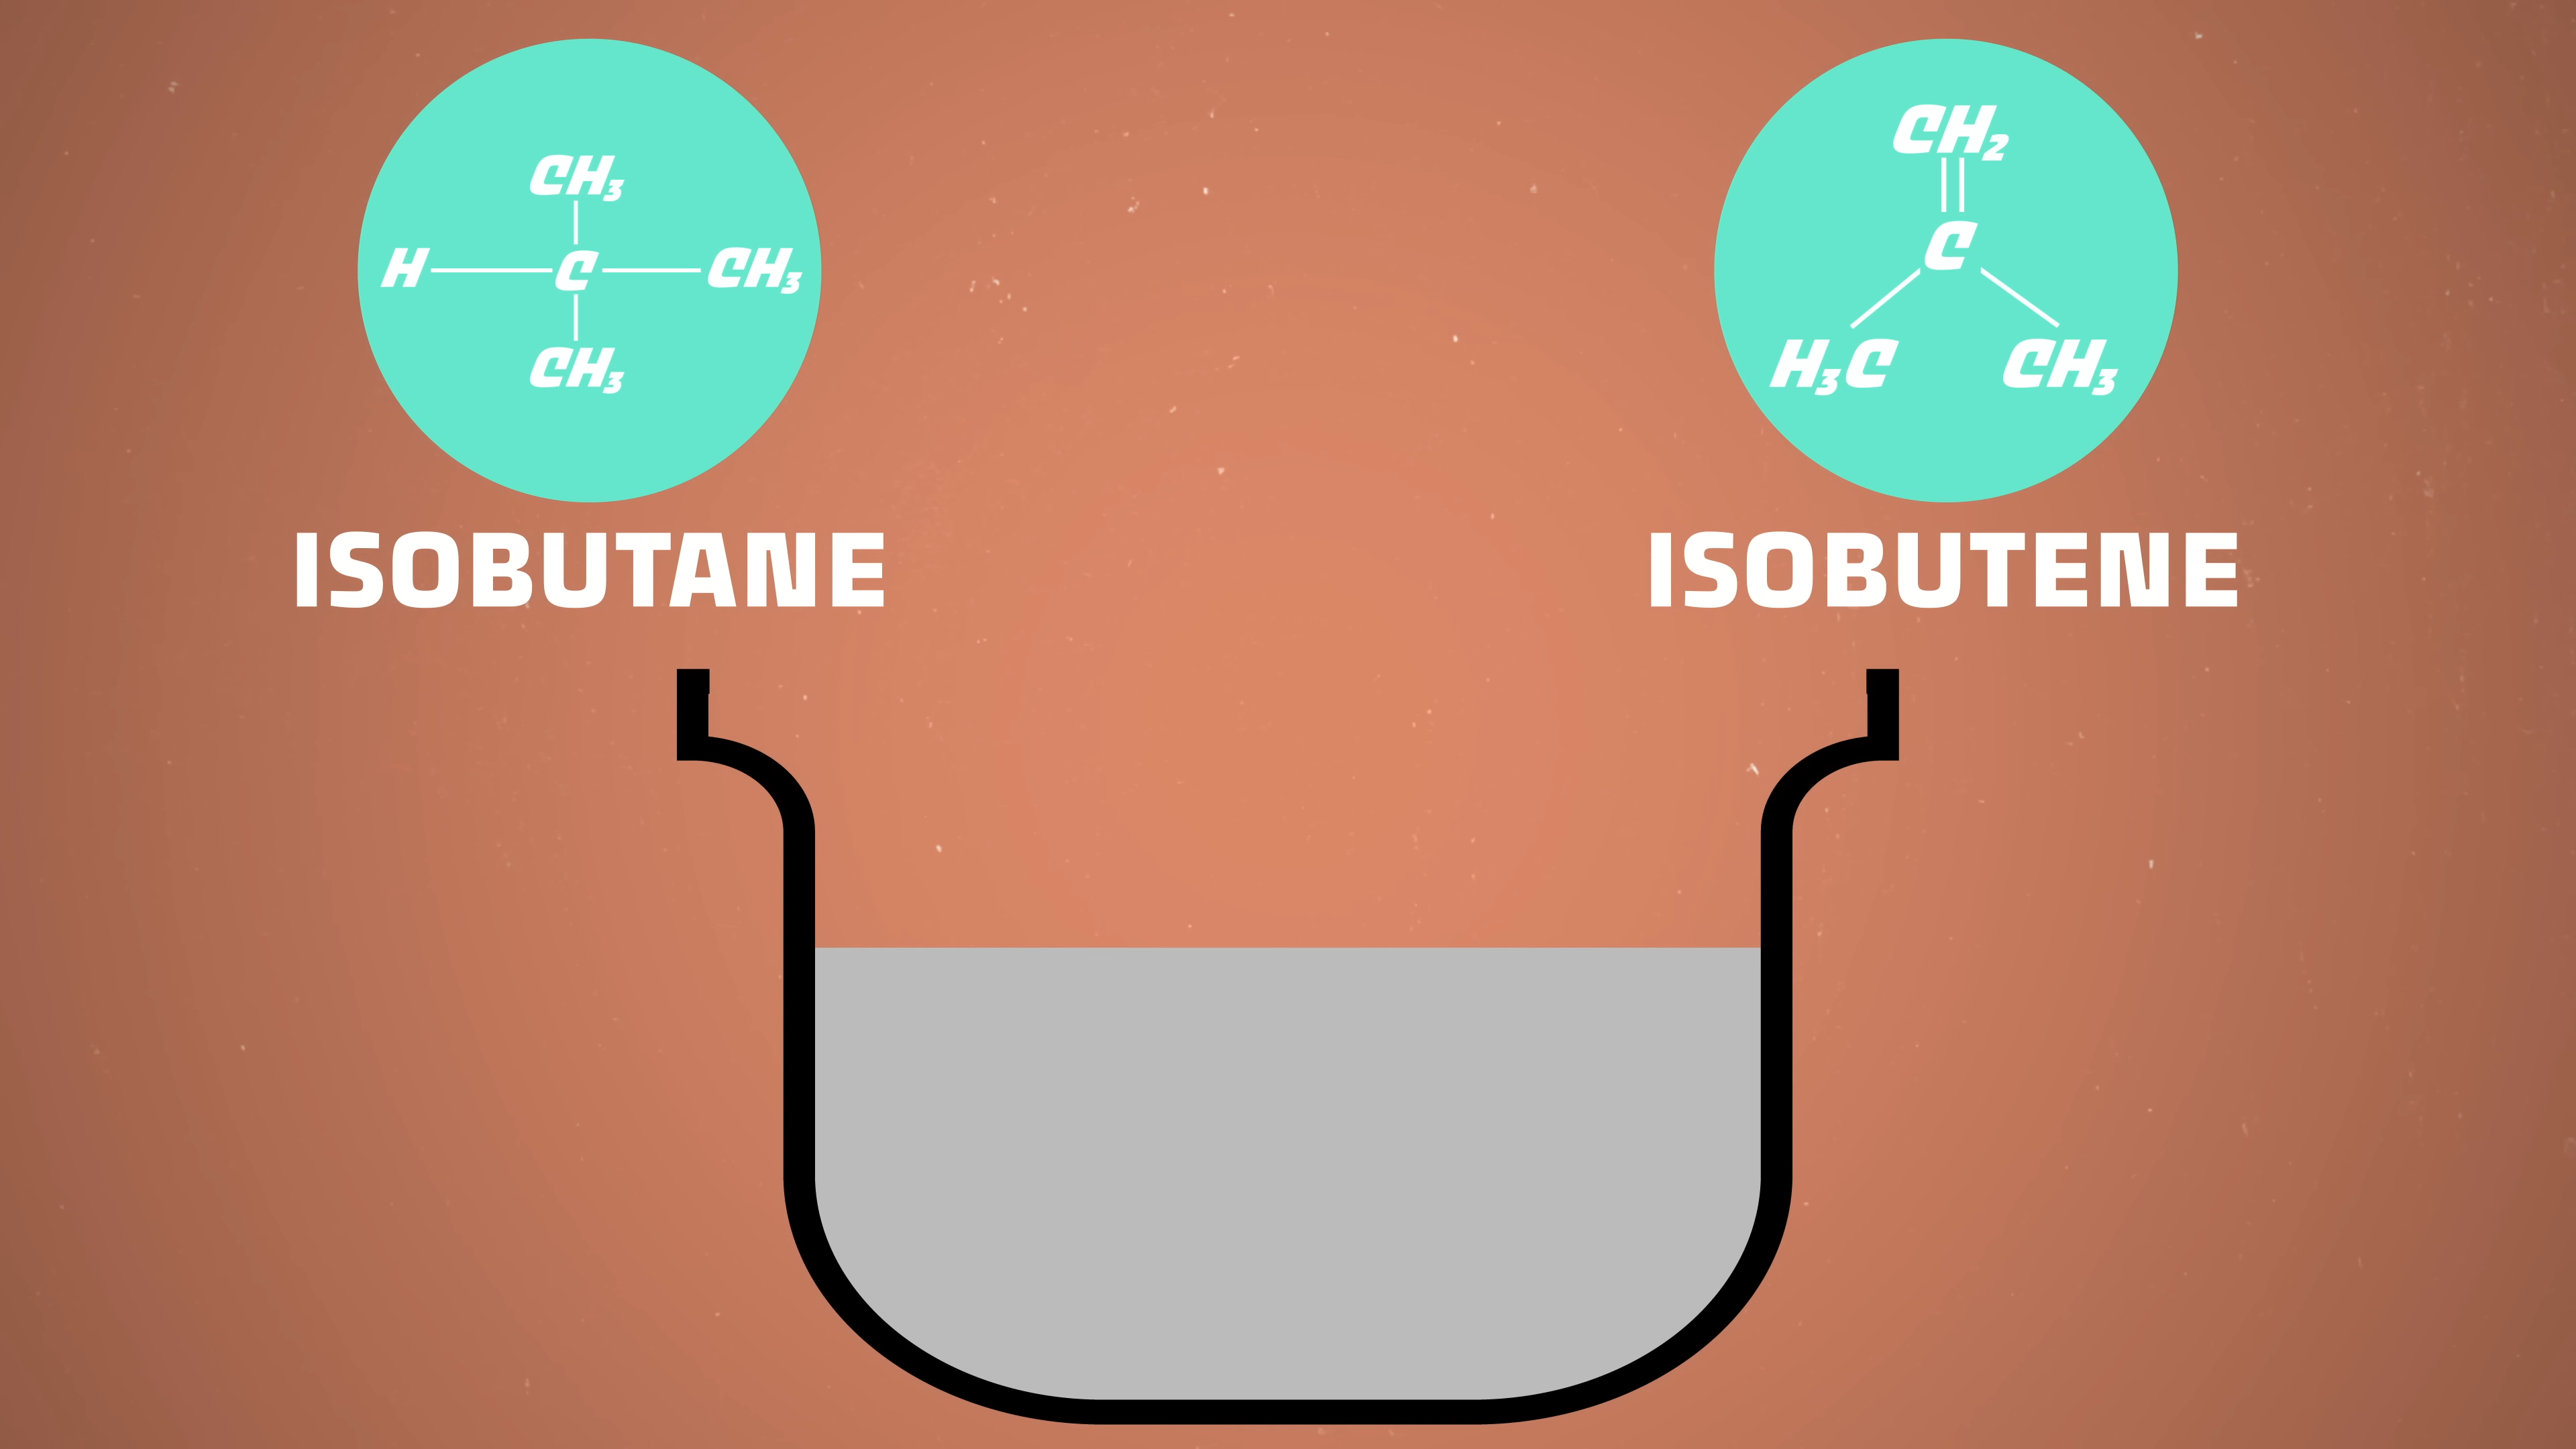 CH₃
H C CH₃
CH₃
ISOBUTANE
CH₂
C
H₃C CH₃
ISOBUTENE